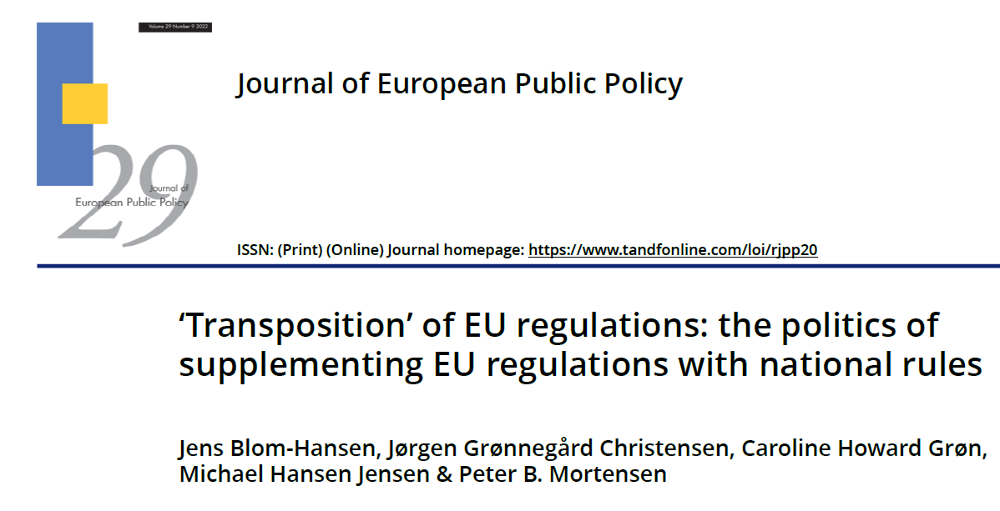 Volume 29 Number 9 2022
Journal of European Public Policy
29
Journal of
European Public Policy
ISSN: (Print) (Online) Journal homepage: https://www.tandfonline.com/loi/rjpp20
‘Transposition’ of EU regulations: the politics of
supplementing EU regulations with national rules
Jens Blom-Hansen, Jørgen Grønnegård Christensen, Caroline Howard Grøn,
Michael Hansen Jensen & Peter B. Mortensen